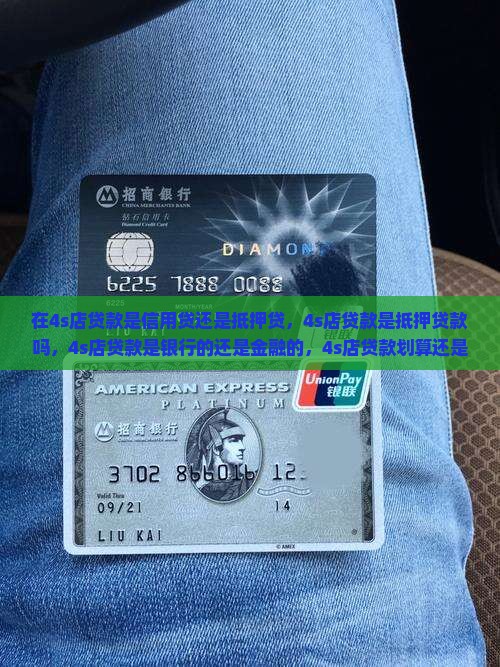 招商银行
CHINA MERCHANTS BANK
钻石信用卡
Diamond Credit Card
DIAMON
6225 7888 0088
在4s店贷款是信用贷还是抵押贷，4s店贷款是抵押贷款
吗，4s店贷款是银行的还是金融的，4s店贷款划算还是
UnionPay
银联
AMERICAN EXPRESS
PLATINUM
招商银行
3702 866016 12
Valid Thru
09/21 14
LIU KAI
© AMEX